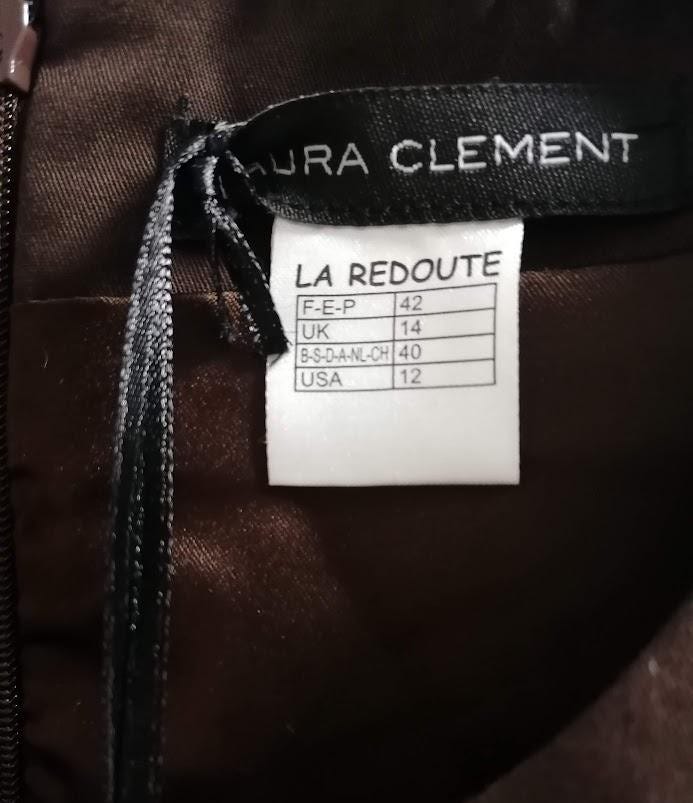 AURA CLEMENT
LA REDOUTE
F-E-P 42
UK 14
B-S-D-A-NL-CH 40
USA 12